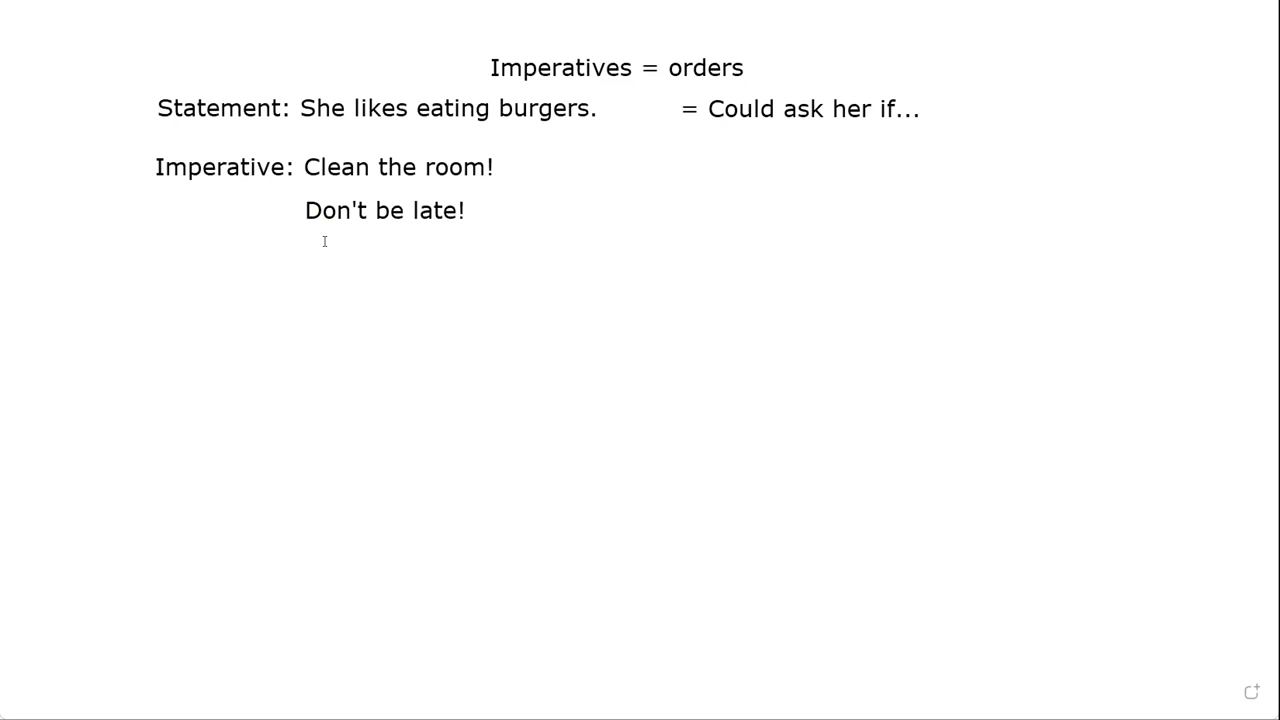 Imperatives = orders
Statement: She likes eating burgers. = Could ask her if...
Imperative: Clean the room!
Don't be late!